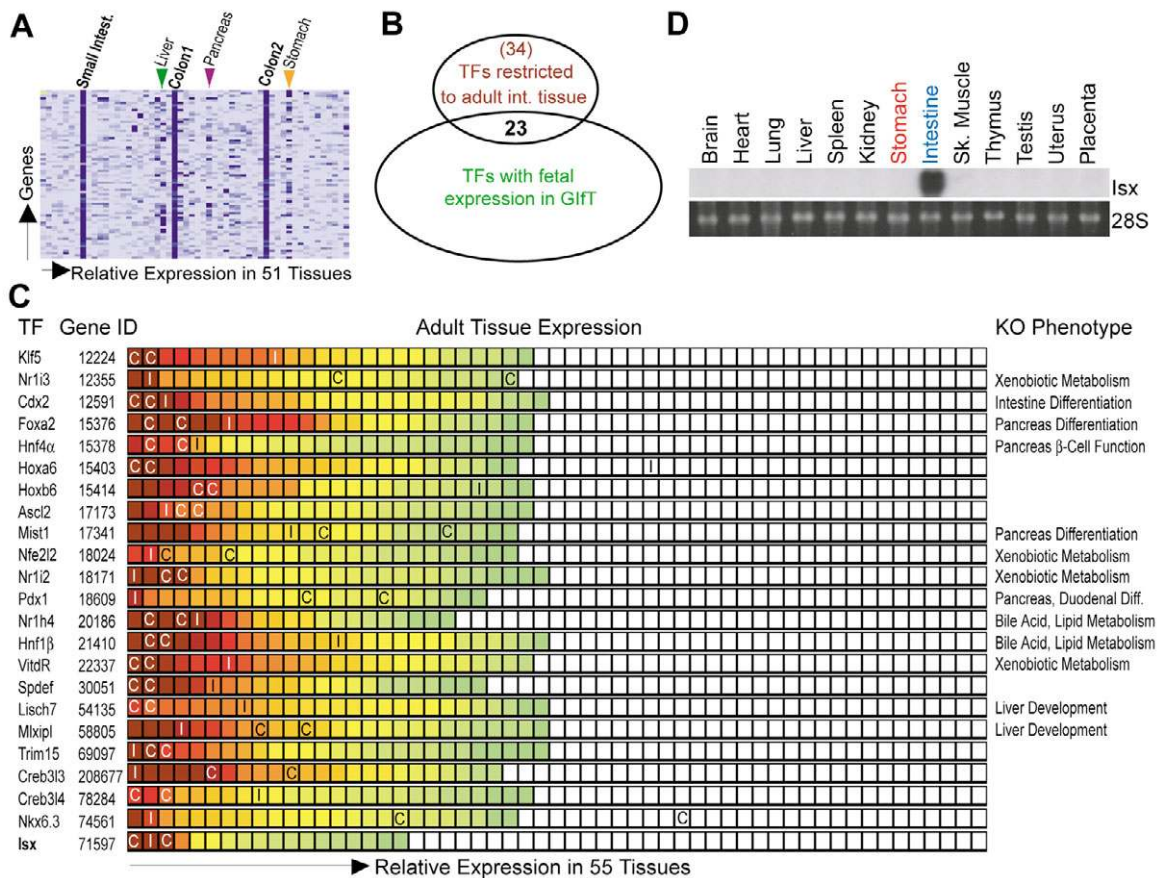 A
Small Intest.
Liver
Colon1
Pancreas
Colon2
Stomach
Genes
Relative Expression in 51 Tissues
B
(34)
TFs restricted
to adult int. tissue
23
TFs with fetal
expression in GIfT
D
Brain
Heart
Lung
Liver
Spleen
Kidney
Stomach
Intestine
Sk. Muscle
Thymus
Testis
Uterus
Placenta
Isx
28S
C
TF Gene ID Adult Tissue Expression KO Phenotype
Klf5 12224 C C I
Nr1i3 12355 I C C Xenobiotic Metabolism
Cdx2 12591 C C I Intestine Differentiation
Foxa2 15376 C C I Pancreas Differentiation
Hnf4α 15378 C C I Pancreas β-Cell Function
Hoxa6 15403 C C I
Hoxb6 15414 C C I
Ascl2 17173 I C C
Mist1 17341 I C C Pancreas Differentiation
Nfe2l2 18024 I C C Xenobiotic Metabolism
Nr1i2 18171 I C C Xenobiotic Metabolism
Pdx1 18609 I C C Pancreas, Duodenal Diff.
Nr1h4 20186 C C I Bile Acid, Lipid Metabolism
Hnf1β 21410 C C I Bile Acid, Lipid Metabolism
VitdR 22337 C C I Xenobiotic Metabolism
Spdef 30051 C C I
Lisch7 54135 C C I Liver Development
Mlxipl 58805 I C C Liver Development
Trim15 69097 I C C
Creb3l3 208677 I C C
Creb3l4 78284 C C I
Nkx6.3 74561 I C C
Isx 71597 C I C
Relative Expression in 55 Tissues